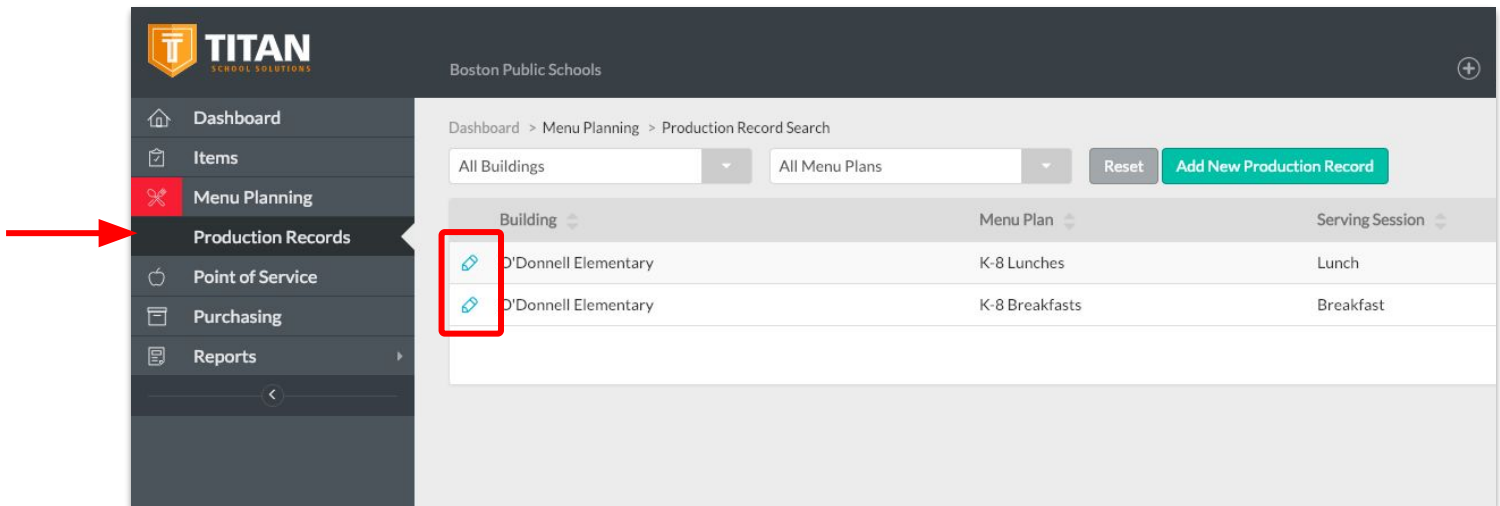 TITAN
SCHOOL SOLUTIONS
Boston Public Schools
Dashboard
Items
Menu Planning
Production Records
Point of Service
Purchasing
Reports
Dashboard > Menu Planning > Production Record Search
All Buildings All Menu Plans Reset Add New Production Record
Building Menu Plan Serving Session
O'Donnell Elementary K-8 Lunches Lunch
O'Donnell Elementary K-8 Breakfasts Breakfast